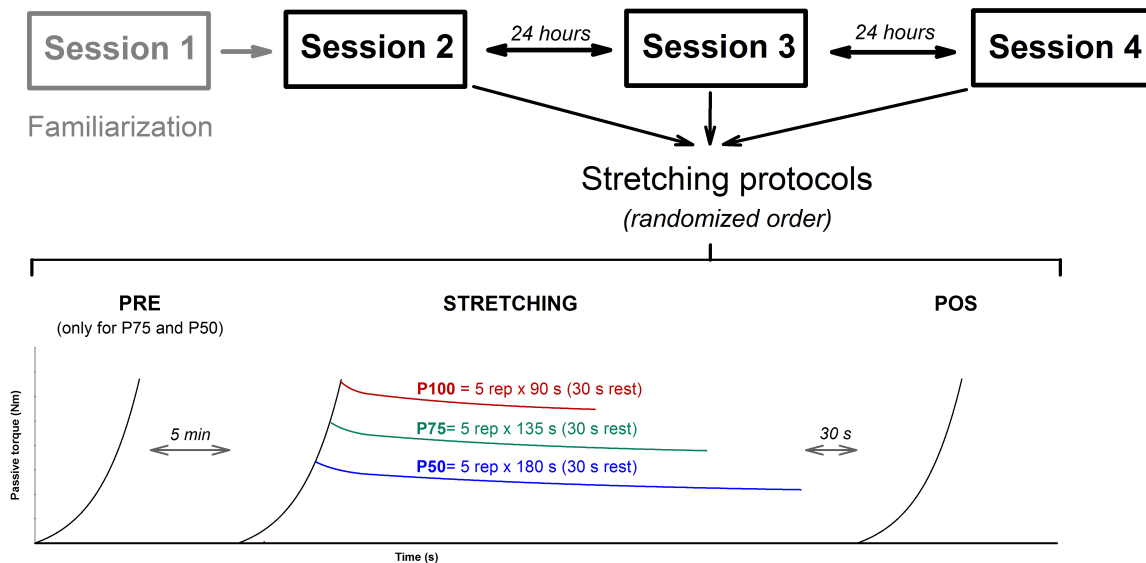 Session 1
Session 2
24 hours
Session 3
24 hours
Session 4
Familiarization
Stretching protocols
(randomized order)
PRE
(only for P75 and P50)
STRETCHING
POS
P100 = 5 rep x 90 s (30 s rest)
P75= 5 rep x 135 s (30 s rest)
P50= 5 rep x 180 s (30 s rest)
5 min
30 s
Passive torque (Nm)
Time (s)